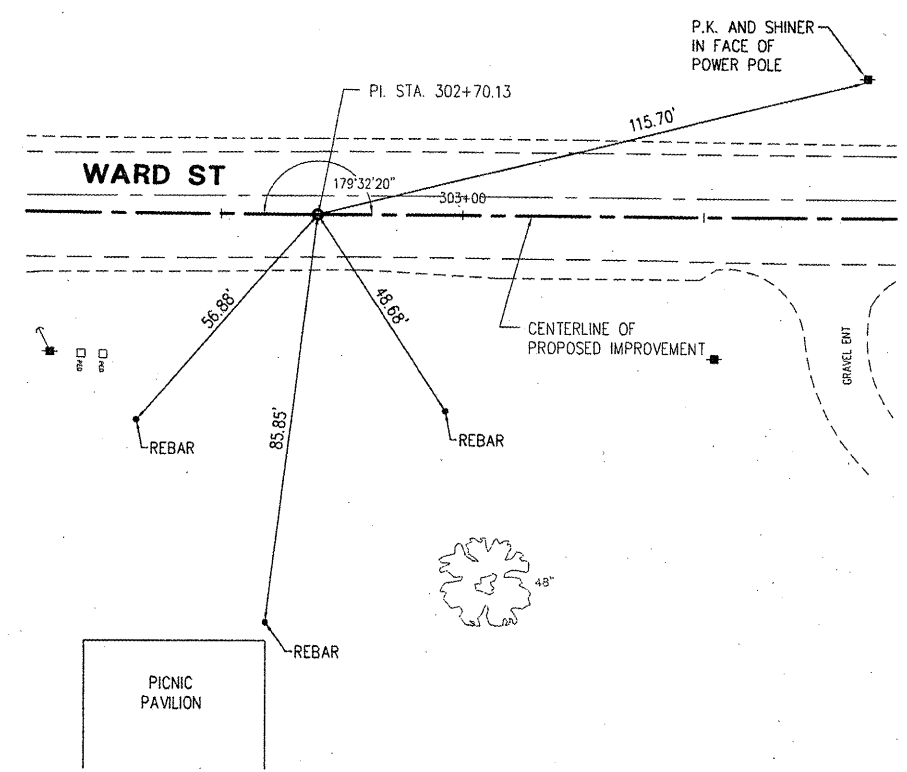 P.K. AND SHINER
IN FACE OF
POWER POLE
PI. STA. 302+70.13
115.70'
WARD ST
179°32'20"
303+00
56.88'
48.68'
CENTERLINE OF
PROPOSED IMPROVEMENT
GRAVEL ENT
PED
PED
85.85'
REBAR
REBAR
48"
REBAR
PICNIC
PAVILION